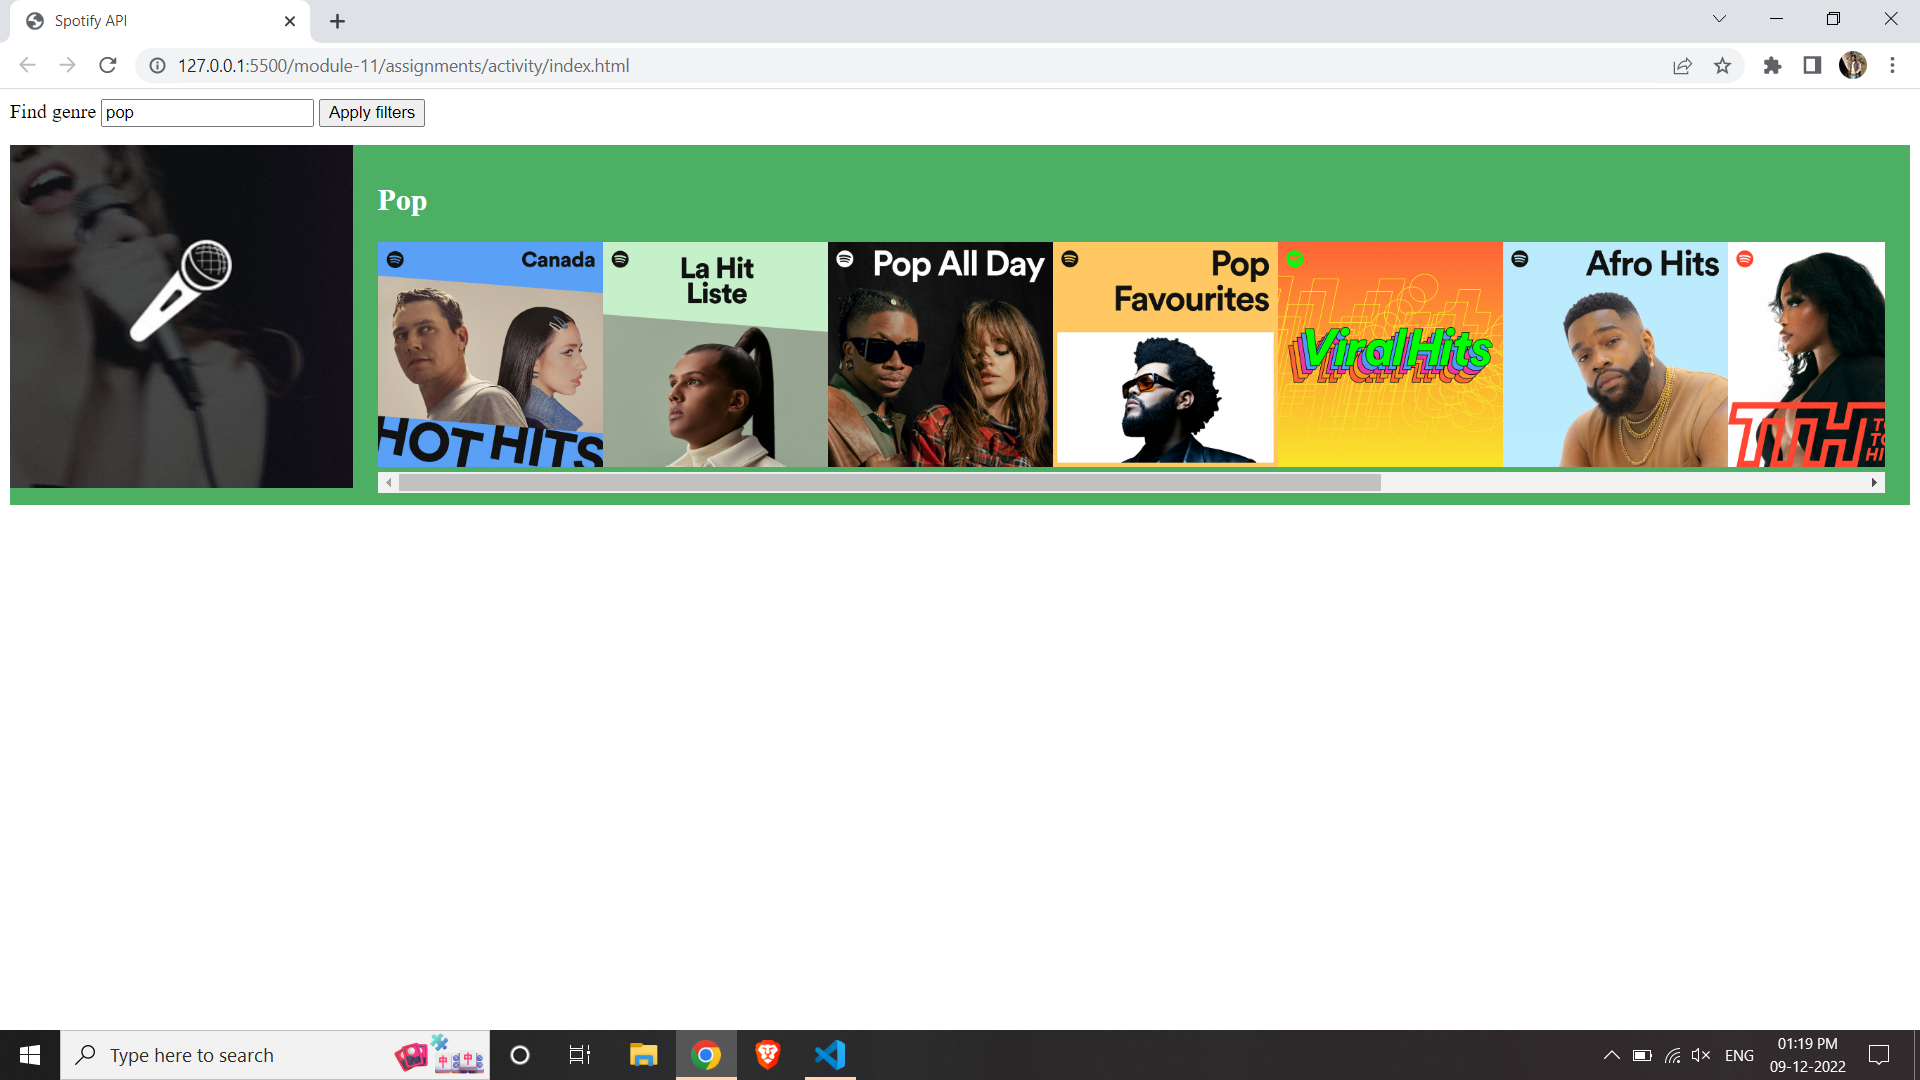 Spotify API
127.0.0.1:5500/module-11/assignments/activity/index.html
Find genre pop Apply filters
Pop
Canada
HOT HITS
La Hit
Liste
Pop All Day
Pop
Favourites
Viral Hits
Afro Hits
TTH
Type here to search
ENG
01:19 PM
09-12-2022